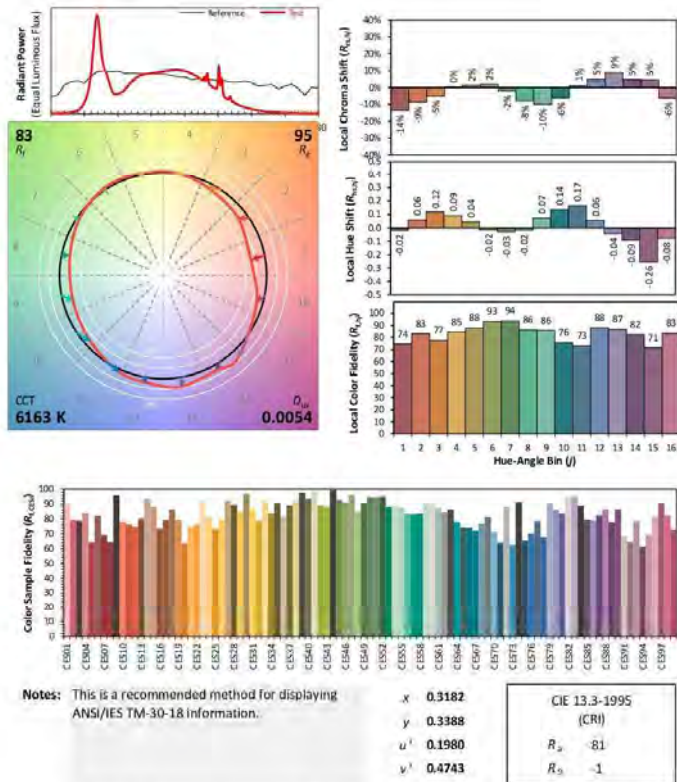 Reference
Test
Radiant Power
(Equal Luminous Flux)
83
Rf
95
Rg
CCT
6163 K
Duv
0.0054
Local Chroma Shift (Rcs,hj)
40%
30%
20%
10%
0%
-10%
-20%
-30%
-40%
-14%
-9%
-5%
0%
1%
2%
-2%
-8%
-10%
-6%
1%
5%
9%
5%
5%
-6%
Local Hue Shift (Rhs,hj)
0.5
0.4
0.3
0.2
0.1
0.0
-0.1
-0.2
-0.3
-0.4
-0.5
-0.02
0.06
0.12
0.09
0.04
-0.02
-0.03
-0.02
0.07
0.14
0.17
0.06
-0.04
-0.09
-0.26
-0.08
Local Color Fidelity (Rf,hj)
100
90
80
70
60
50
40
30
20
10
0
74 83 77 85 88 93 94 86 86 76 73 88 87 82 71 83
1 2 3 4 5 6 7 8 9 10 11 12 13 14 15 16
Hue-Angle Bin (j)
Color Sample Fidelity (Rf,CESi)
100
90
80
70
60
50
40
30
20
10
0
CES01 CES04 CES07 CES10 CES13 CES16 CES19 CES22 CES25 CES28 CES31 CES34 CES37 CES40 CES43 CES46 CES49 CES52 CES55 CES58 CES61 CES64 CES67 CES70 CES73 CES76 CES79 CES82 CES85 CES88 CES91 CES94 CES97
Notes: This is a recommended method for displaying
ANSI/IES TM-30-18 information.
x 0.3182
y 0.3388
u' 0.1980
v' 0.4743
CIE 13.3-1995
(CRI)
Ra 81
R9 -1